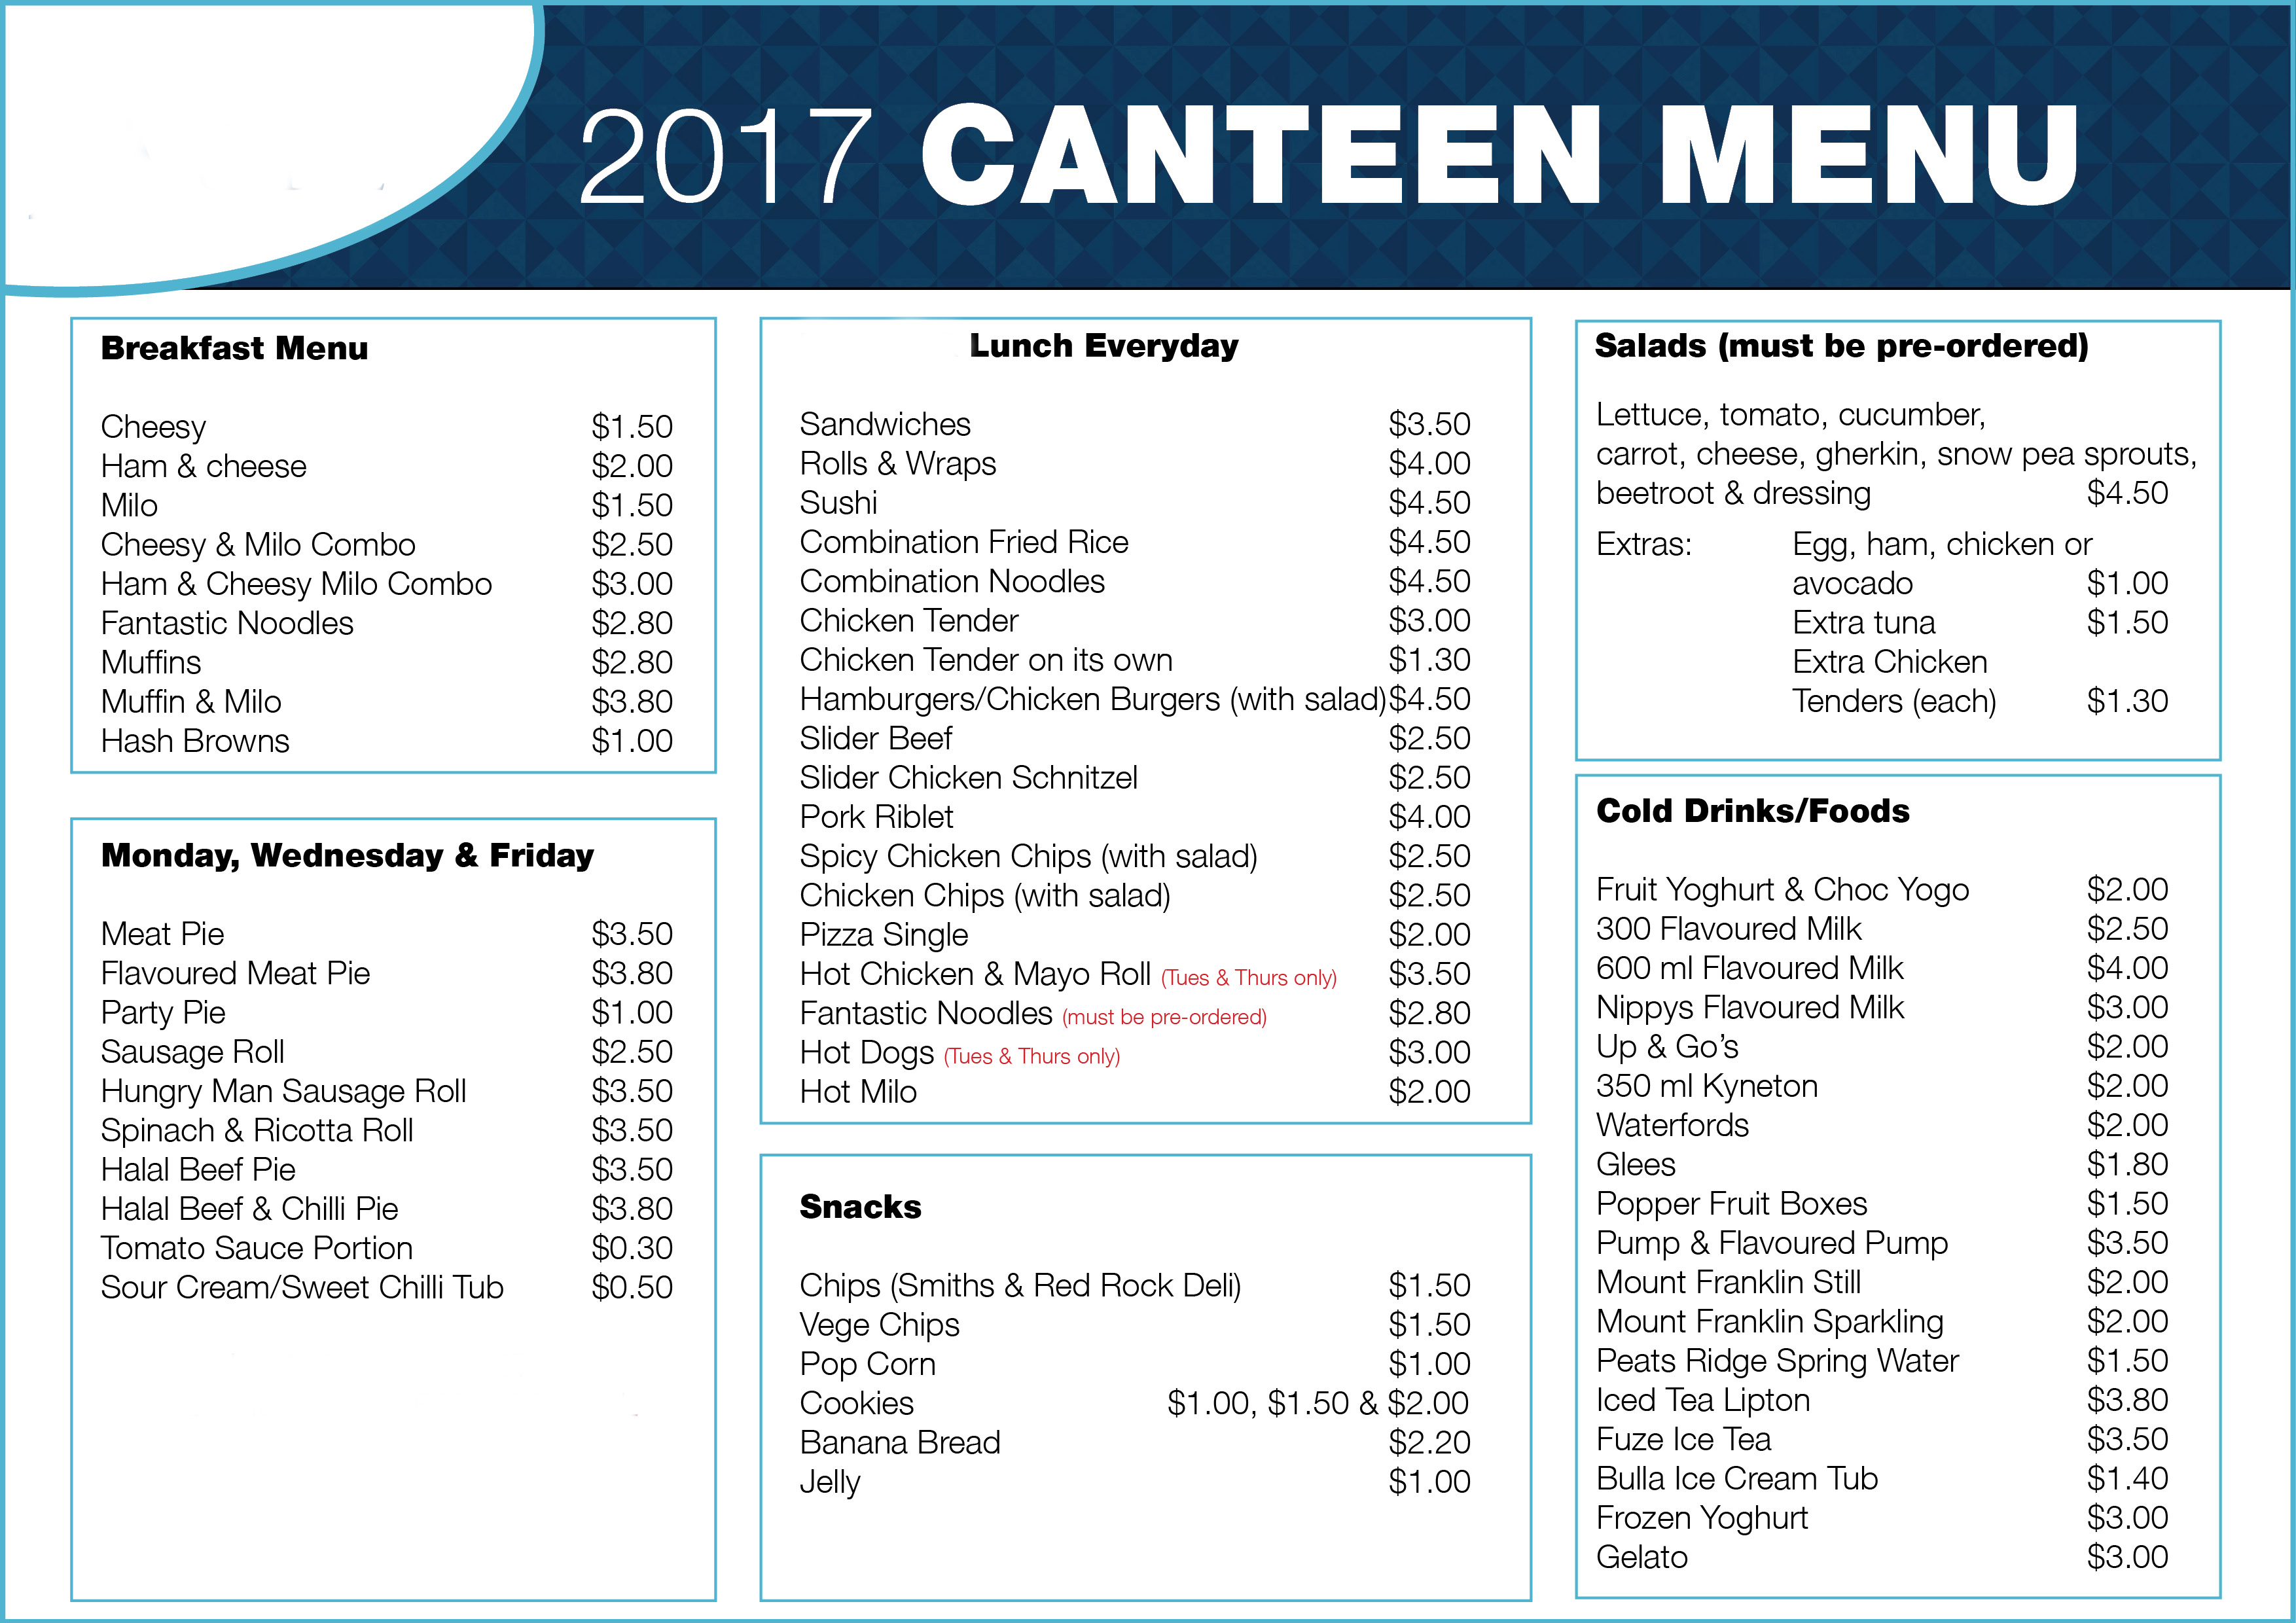 2017 CANTEEN MENU
Breakfast Menu
Cheesy $1.50
Ham & cheese $2.00
Milo $1.50
Cheesy & Milo Combo $2.50
Ham & Cheesy Milo Combo $3.00
Fantastic Noodles $2.80
Muffins $2.80
Muffin & Milo $3.80
Hash Browns $1.00
Monday, Wednesday & Friday
Meat Pie $3.50
Flavoured Meat Pie $3.80
Party Pie $1.00
Sausage Roll $2.50
Hungry Man Sausage Roll $3.50
Spinach & Ricotta Roll $3.50
Halal Beef Pie $3.50
Halal Beef & Chilli Pie $3.80
Tomato Sauce Portion $0.30
Sour Cream/Sweet Chilli Tub $0.50
Lunch Everyday
Sandwiches $3.50
Rolls & Wraps $4.00
Sushi $4.50
Combination Fried Rice $4.50
Combination Noodles $4.50
Chicken Tender $3.00
Chicken Tender on its own $1.30
Hamburgers/Chicken Burgers (with salad) $4.50
Slider Beef $2.50
Slider Chicken Schnitzel $2.50
Pork Riblet $4.00
Spicy Chicken Chips (with salad) $2.50
Chicken Chips (with salad) $2.50
Pizza Single $2.00
Hot Chicken & Mayo Roll (Tues & Thurs only) $3.50
Fantastic Noodles (must be pre-ordered) $2.80
Hot Dogs (Tues & Thurs only) $3.00
Hot Milo $2.00
Snacks
Chips (Smiths & Red Rock Deli) $1.50
Vege Chips $1.50
Pop Corn $1.00
Cookies $1.00, $1.50 & $2.00
Banana Bread $2.20
Jelly $1.00
Salads (must be pre-ordered)
Lettuce, tomato, cucumber,
carrot, cheese, gherkin, snow pea sprouts,
beetroot & dressing $4.50
Extras: Egg, ham, chicken or
avocado $1.00
Extra tuna $1.50
Extra Chicken
Tenders (each) $1.30
Cold Drinks/Foods
Fruit Yoghurt & Choc Yogo $2.00
300 Flavoured Milk $2.50
600 ml Flavoured Milk $4.00
Nippys Flavoured Milk $3.00
Up & Go’s $2.00
350 ml Kyneton $2.00
Waterfords $2.00
Glees $1.80
Popper Fruit Boxes $1.50
Pump & Flavoured Pump $3.50
Mount Franklin Still $2.00
Mount Franklin Sparkling $2.00
Peats Ridge Spring Water $1.50
Iced Tea Lipton $3.80
Fuze Ice Tea $3.50
Bulla Ice Cream Tub $1.40
Frozen Yoghurt $3.00
Gelato $3.00